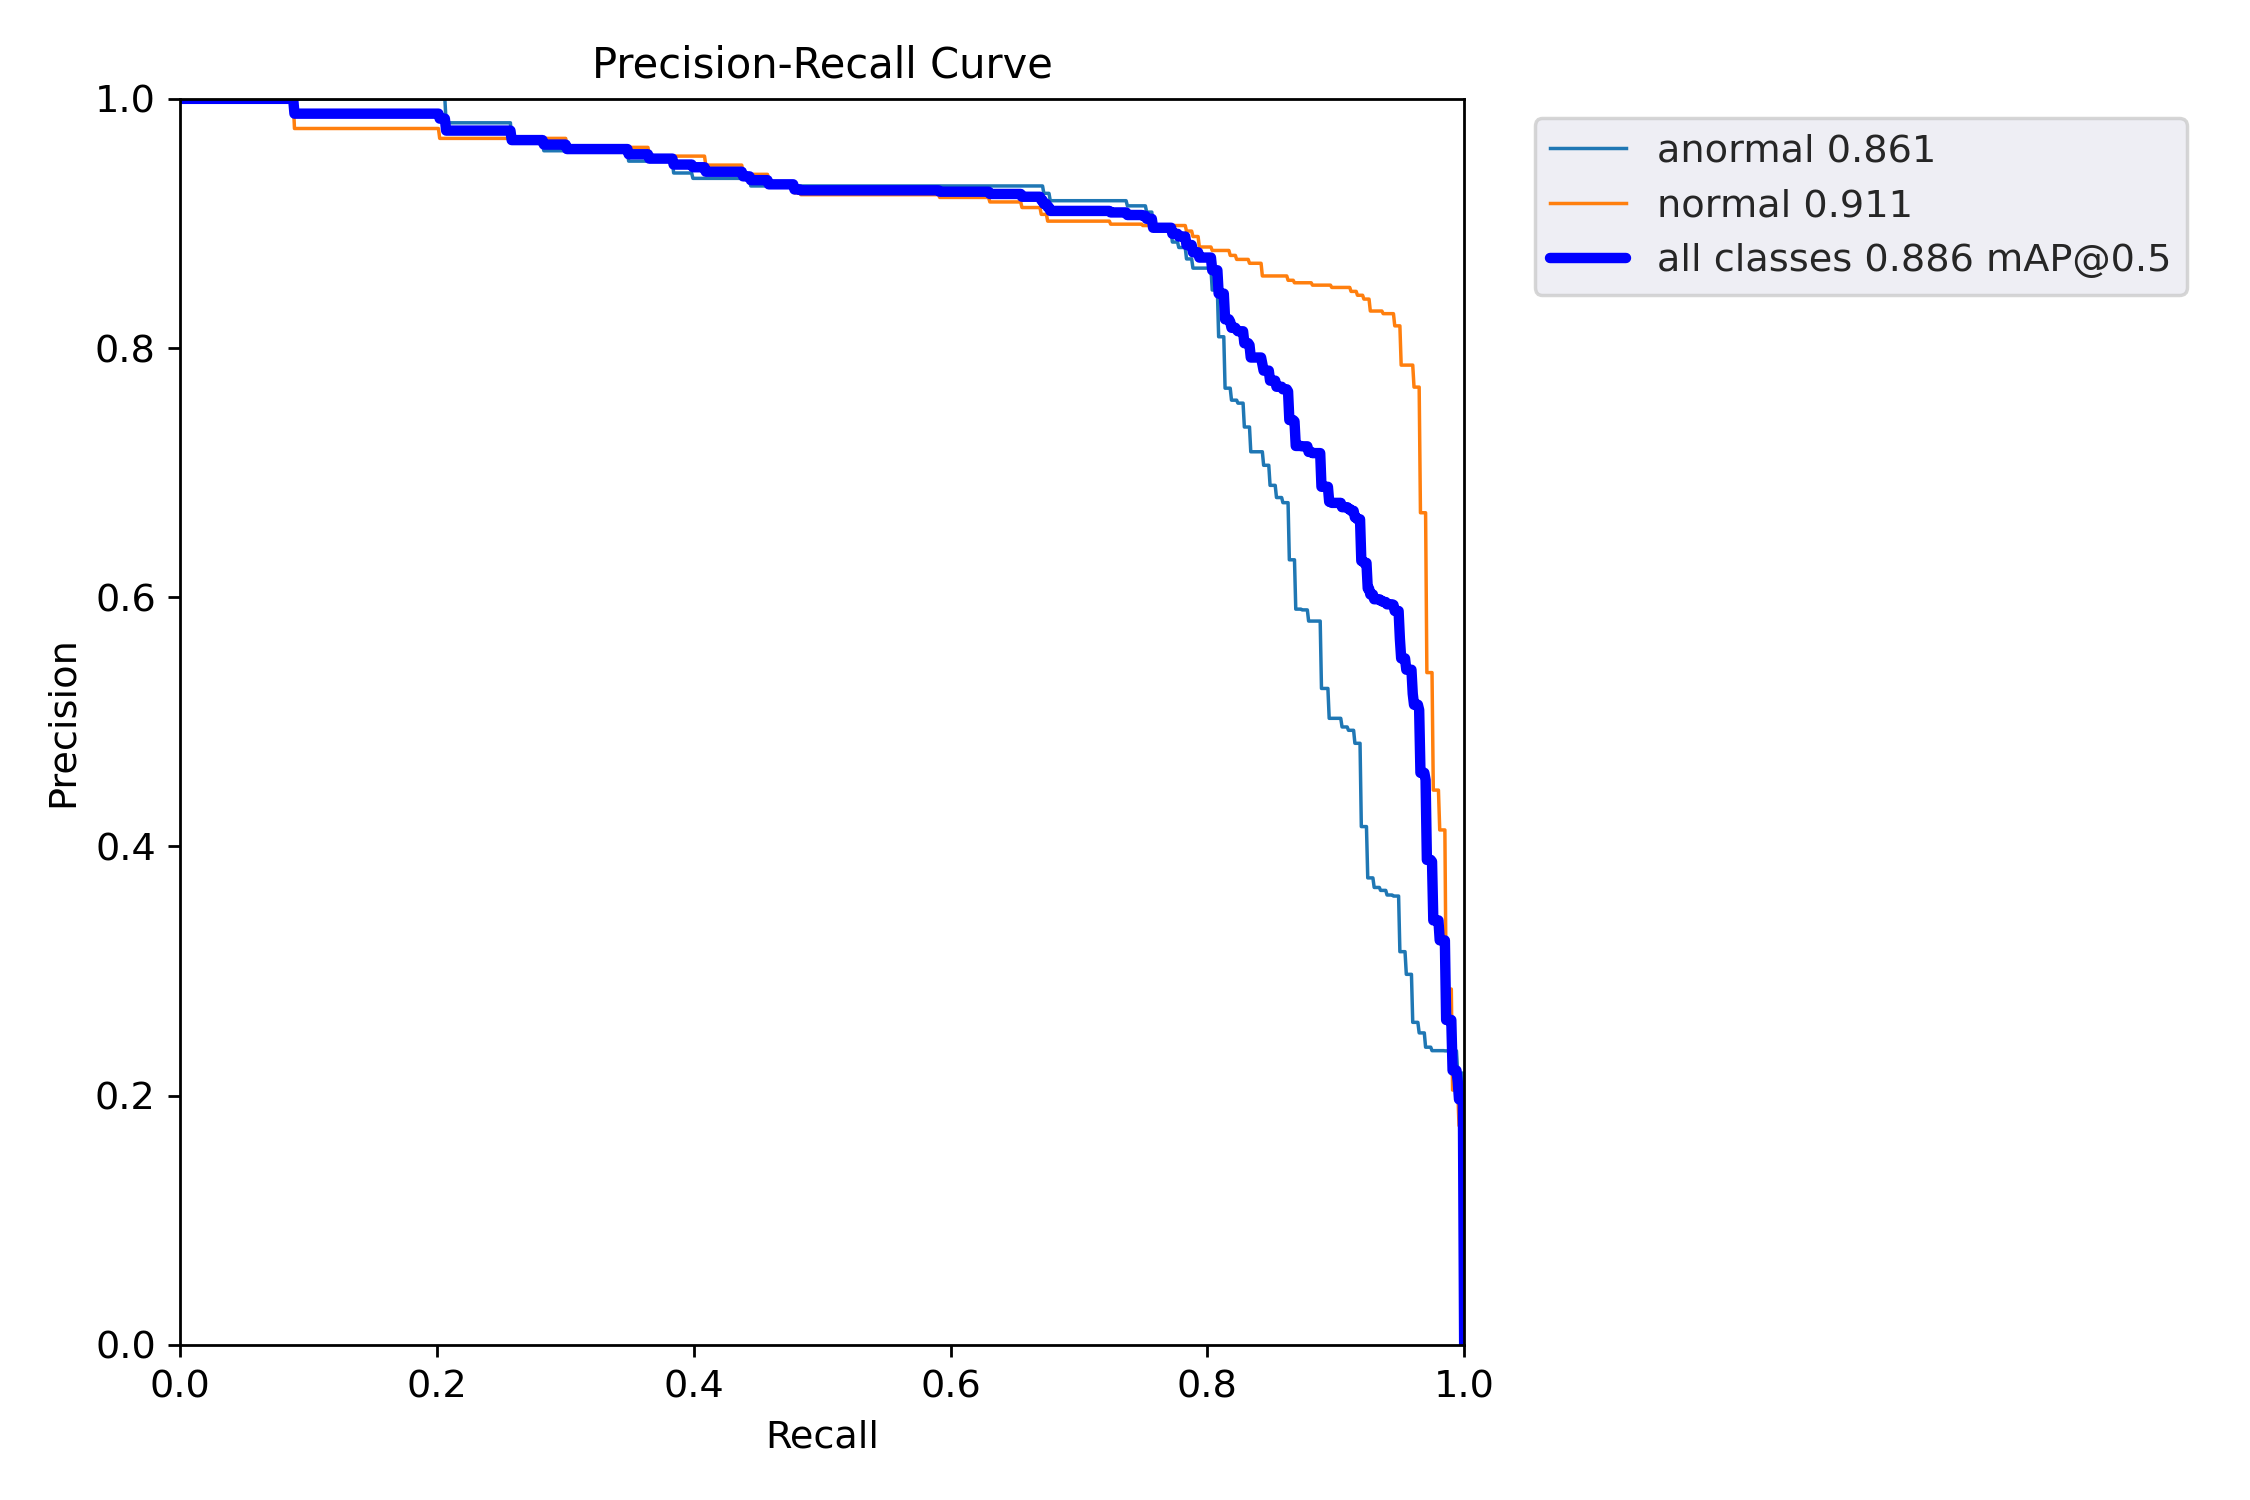 Precision-Recall Curve
anormal 0.861
normal 0.911
all classes 0.886 mAP@0.5
Precision
1.0
0.8
0.6
0.4
0.2
0.0
0.0 0.2 0.4 0.6 0.8 1.0
Recall